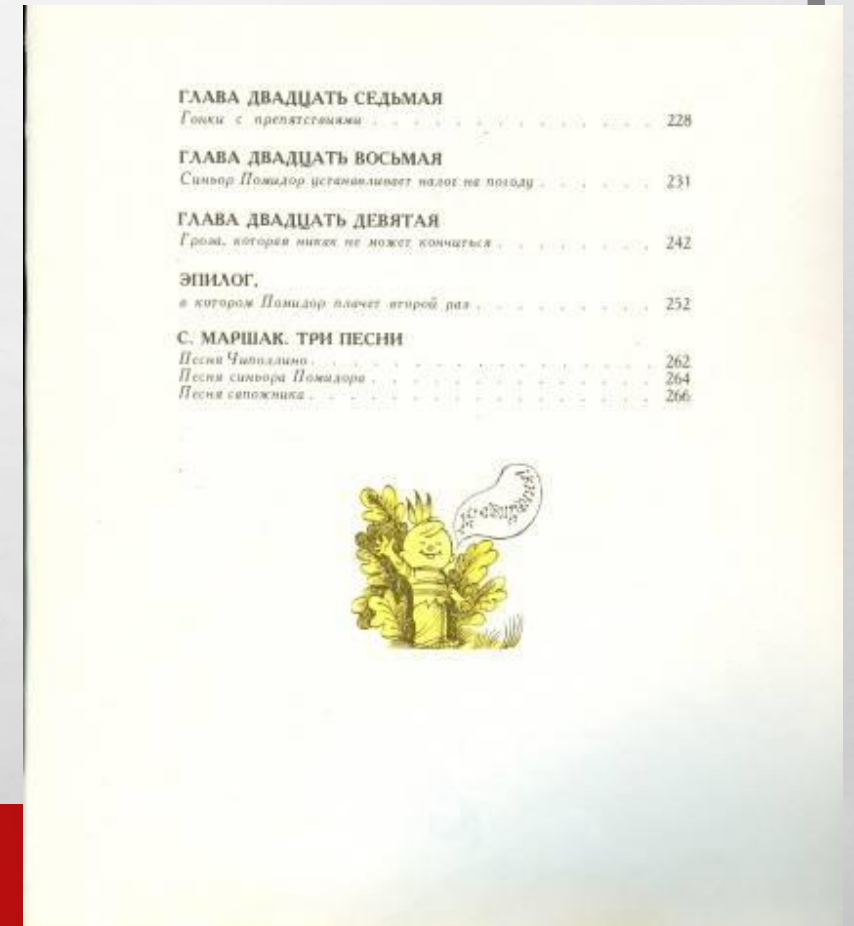 ГЛАВА ДВАДЦАТЬ СЕДЬМАЯ
Гонки с препятствиями . . . . . . . . . . . . . . 228
ГЛАВА ДВАДЦАТЬ ВОСЬМАЯ
Синьор Помидор устанавливает налог на погоду . . . . . . 231
ГЛАВА ДВАДЦАТЬ ДЕВЯТАЯ
Гроза, которая никак не может кончиться . . . . . . . . 242
ЭПИЛОГ,
в котором Помидор плачет второй раз . . . . . . . . . 252
С. МАРШАК. ТРИ ПЕСНИ
Песня Чиполлино . . . . . . . . . . . . . . . . 262
Песня синьора Помидора . . . . . . . . . . . . . 264
Песня сапожника . . . . . . . . . . . . . . . . 266
До свидания